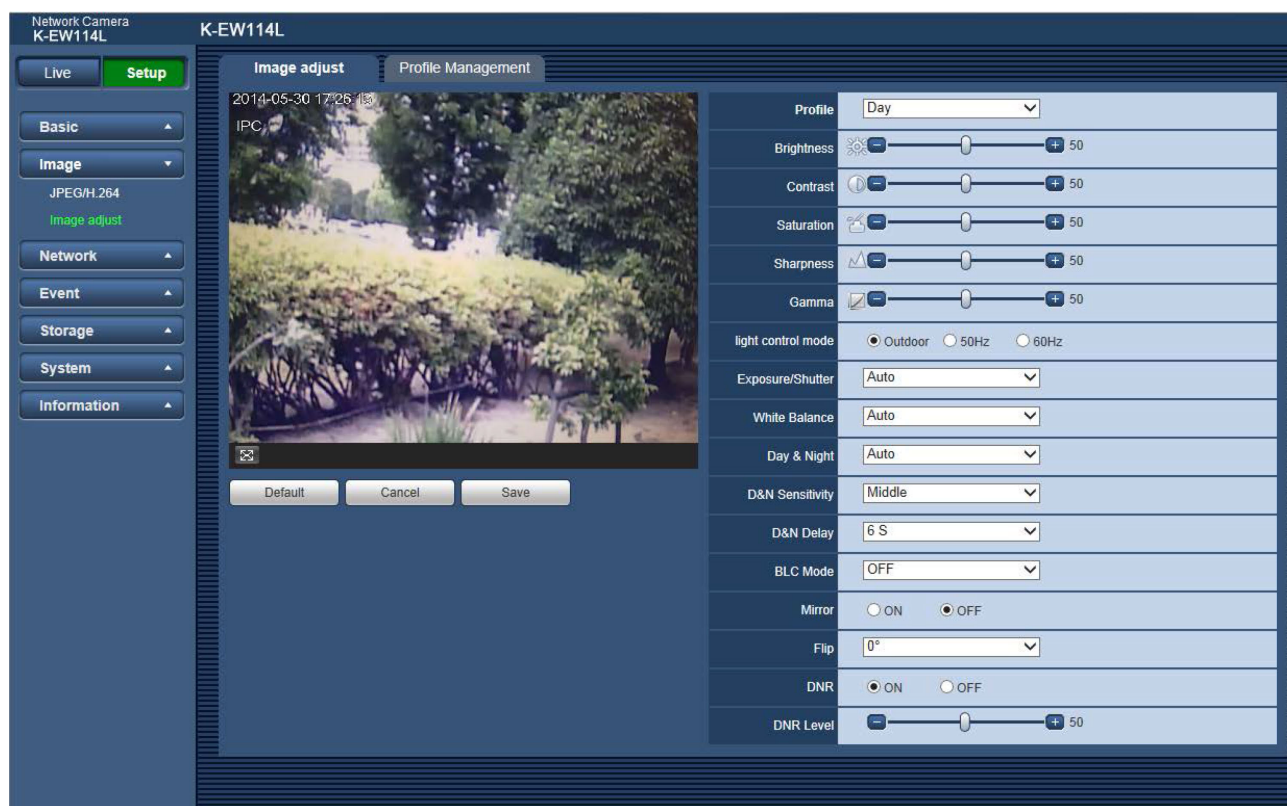 Network Camera
K-EW114L
K-EW114L
Live
Setup
Basic
Image
JPEG/H.264
Image adjust
Network
Event
Storage
System
Information
Image adjust
Profile Management
2014-05-30 17:26:15
IPC
Default
Cancel
Save
Profile
Day
Brightness
50
Contrast
50
Saturation
50
Sharpness
50
Gamma
50
light control mode
Outdoor
50Hz
60Hz
Exposure/Shutter
Auto
White Balance
Auto
Day & Night
Auto
D&N Sensitivity
Middle
D&N Delay
6 S
BLC Mode
OFF
Mirror
ON
OFF
Flip
0°
DNR
ON
OFF
DNR Level
50